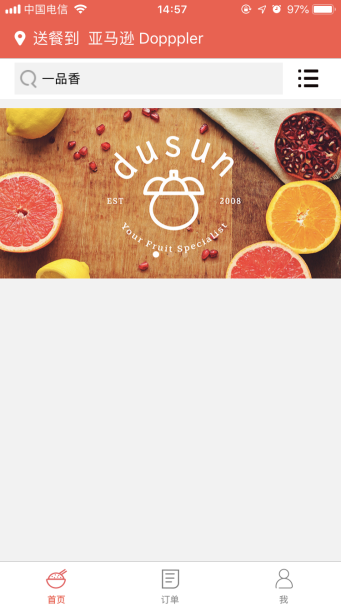 中国电信 14:57 97%
送餐到 亚马逊 Dopppler
一品香
dusun
EST 2008
Your Fruit Specialist
首页 订单 我